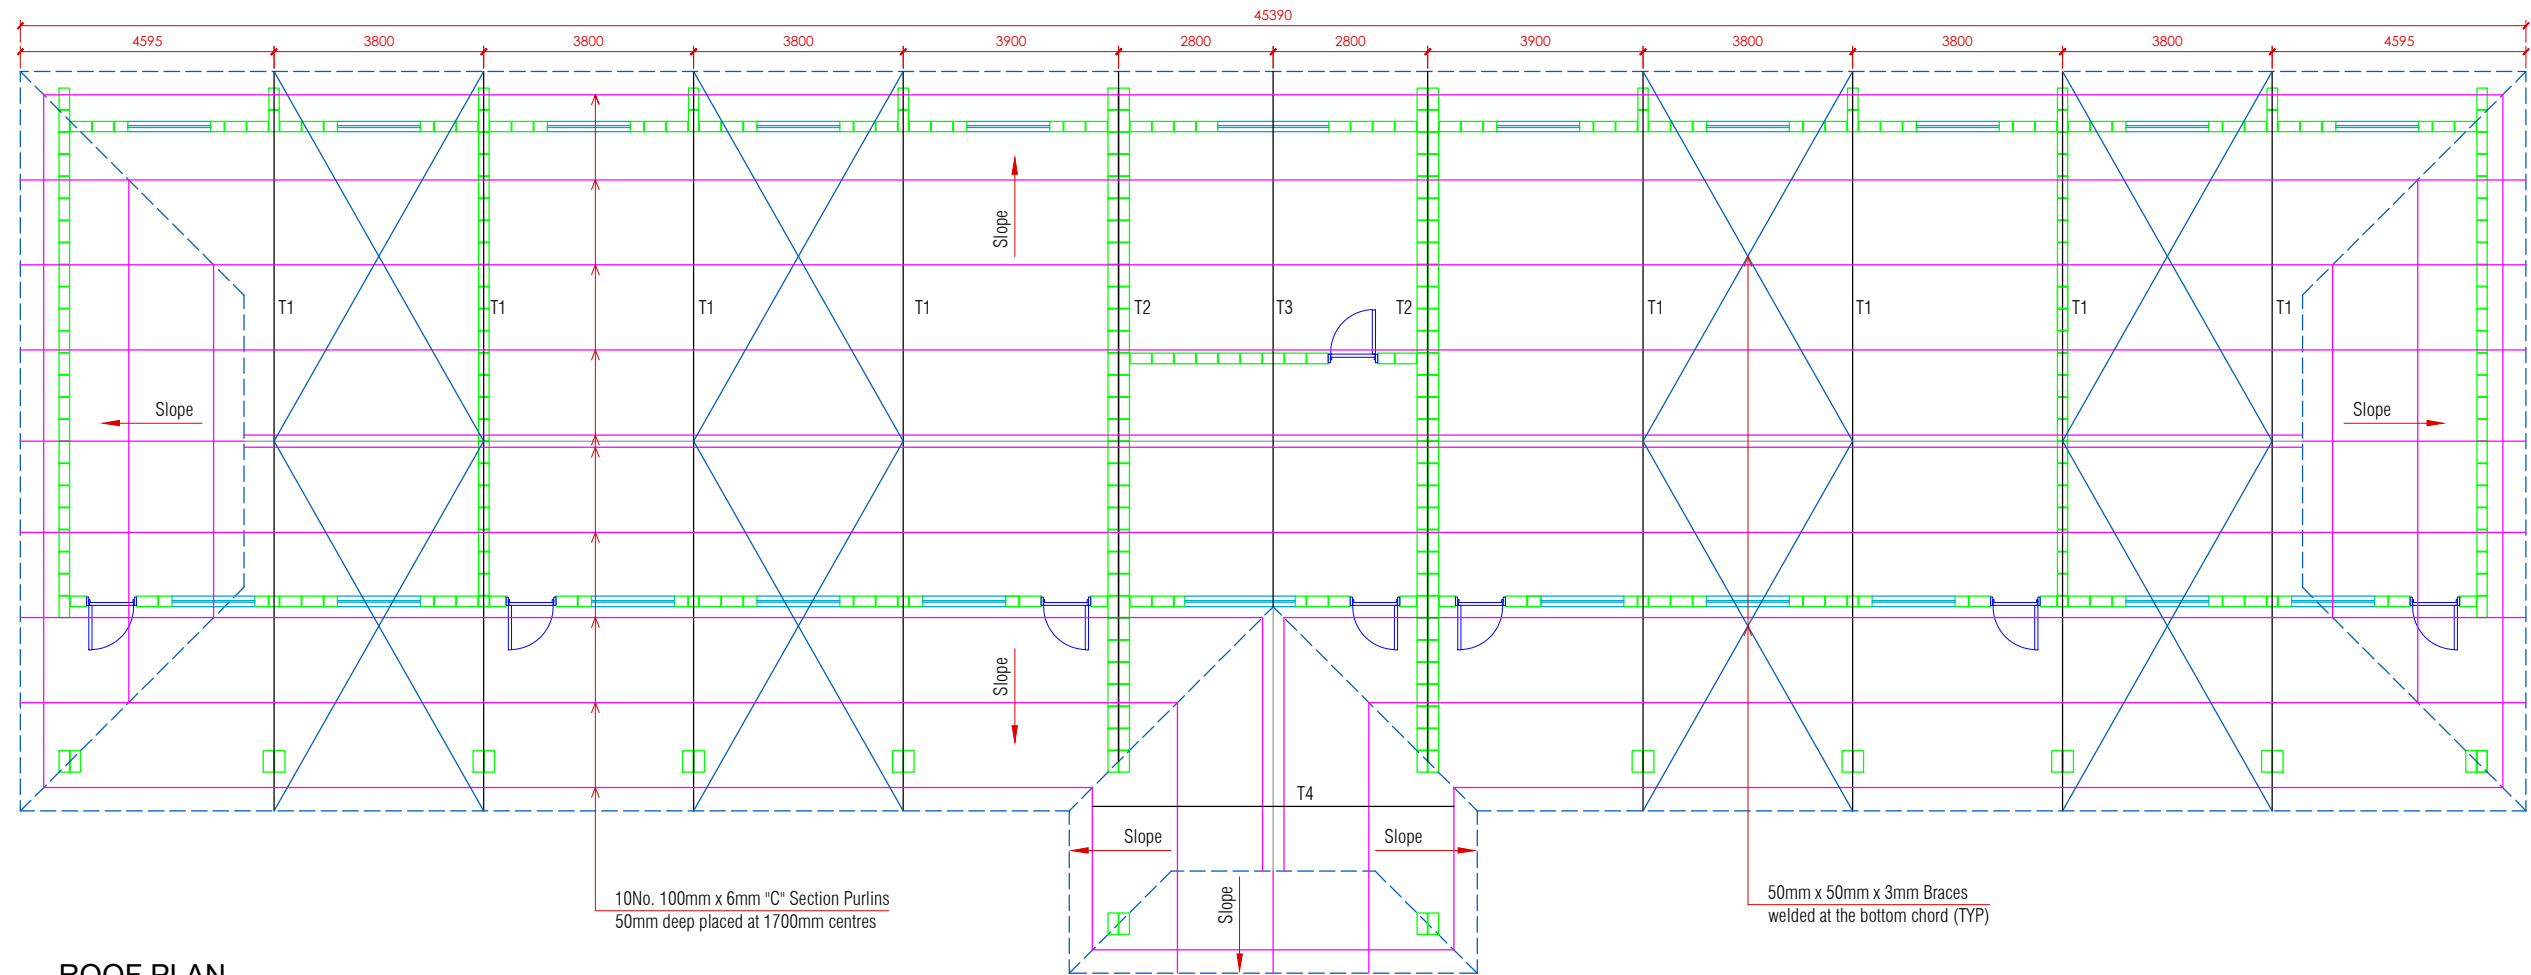 45390
4595 3800 3800 3800 3900 2800 2800 3900 3800 3800 3800 4595
Slope
T1 T1 T1 T1 T2 T3 T2 T1 T1 T1 T1
Slope Slope
Slope
T4
Slope Slope
Slope
10No. 100mm x 6mm "C" Section Purlins
50mm deep placed at 1700mm centres
50mm x 50mm x 3mm Braces
welded at the bottom chord (TYP)
ROOF PLAN